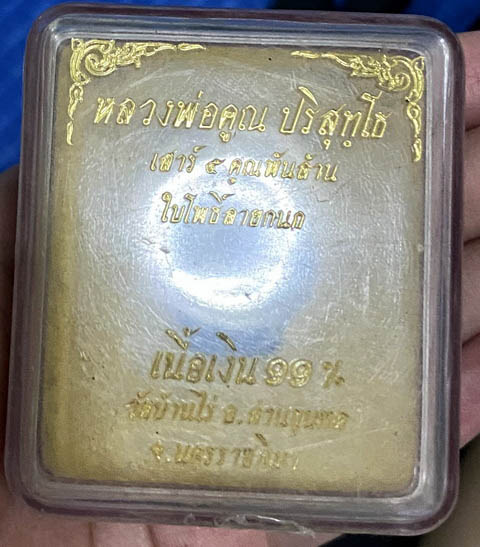 หลวงพ่อคูณ ปริสุทฺโธ
เสาร์ ๕ คูณพันล้าน
ใบโพธิ์ลายกนก
เนื้อเงิน ๑๑ %
วัดบ้านไร่ อ.ด่านขุนทด
จ.นครราชสีมา